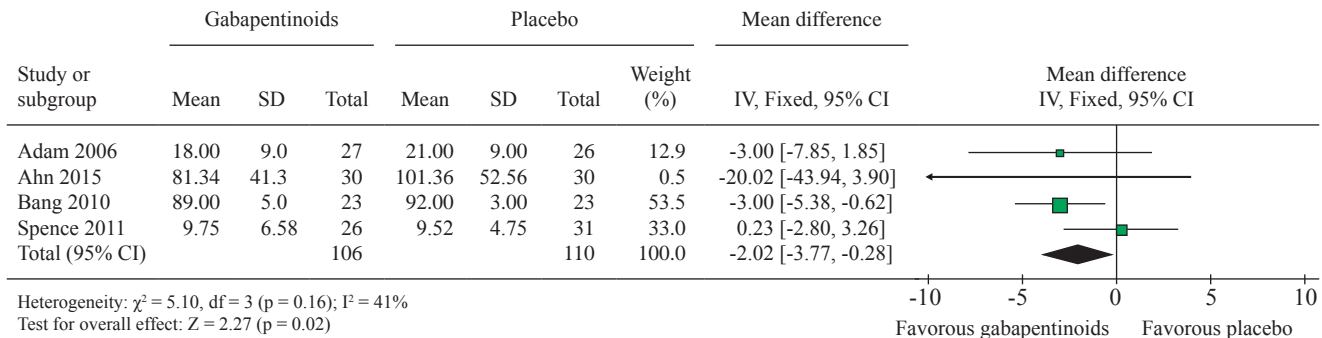 Gabapentinoids Placebo Mean difference
Study or subgroup Mean SD Total Mean SD Total Weight (%) IV, Fixed, 95% CI Mean difference IV, Fixed, 95% CI
Adam 2006 18.00 9.0 27 21.00 9.00 26 12.9 -3.00 [-7.85, 1.85]
Ahn 2015 81.34 41.3 30 101.36 52.56 30 0.5 -20.02 [-43.94, 3.90]
Bang 2010 89.00 5.0 23 92.00 3.00 23 53.5 -3.00 [-5.38, -0.62]
Spence 2011 9.75 6.58 26 9.52 4.75 31 33.0 0.23 [-2.80, 3.26]
Total (95% CI) 106 110 100.0 -2.02 [-3.77, -0.28]
Heterogeneity: χ² = 5.10, df = 3 (p = 0.16); I² = 41%
Test for overall effect: Z = 2.27 (p = 0.02)
-10 -5 0 5 10
Favorous gabapentinoids Favorous placebo